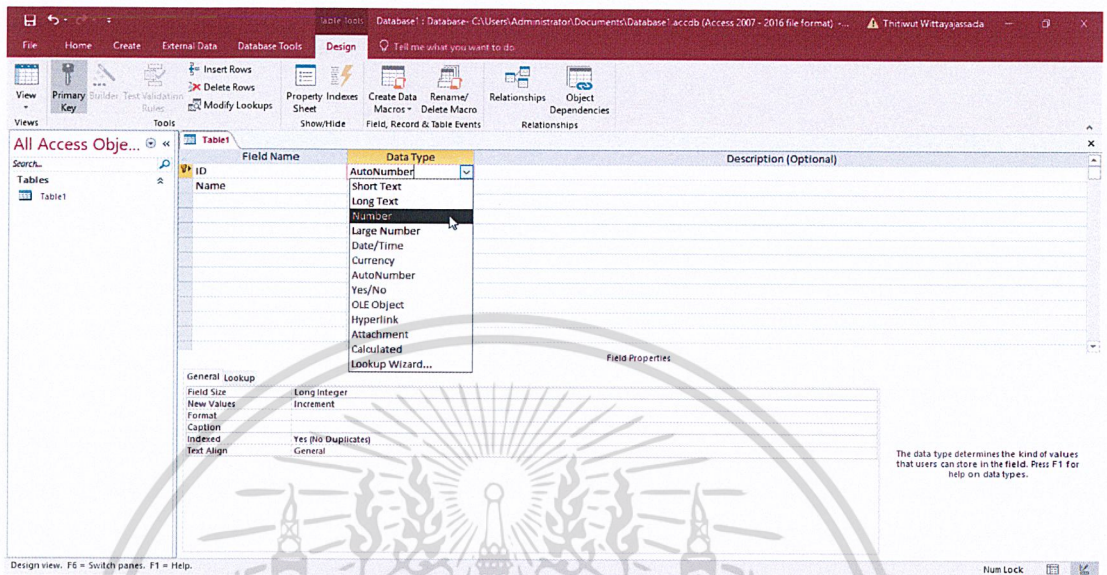 Table Tools
Database1 : Database- C:\Users\Administrator\Documents\Database1.accdb (Access 2007 - 2016 file format) -...
Thitiwut Wittayajassada
File Home Create External Data Database Tools Design Tell me what you want to do
View
Primary Key
Builder
Test Validation Rules
Insert Rows
Delete Rows
Modify Lookups
Property Sheet
Indexes
Create Data Macros
Rename/ Delete Macro
Relationships
Object Dependencies
Views Tools Show/Hide Field, Record & Table Events Relationships
All Access Obje...
Search...
Tables
Table1
Table1
Field Name Data Type Description (Optional)
ID AutoNumber
Name
Short Text
Long Text
Number
Large Number
Date/Time
Currency
AutoNumber
Yes/No
OLE Object
Hyperlink
Attachment
Calculated
Lookup Wizard...
Field Properties
General Lookup
Field Size Long Integer
New Values Increment
Format
Caption
Indexed Yes (No Duplicates)
Text Align General
The data type determines the kind of values
that users can store in the field. Press F1 for
help on data types.
Design view. F6 = Switch panes. F1 = Help.
Num Lock